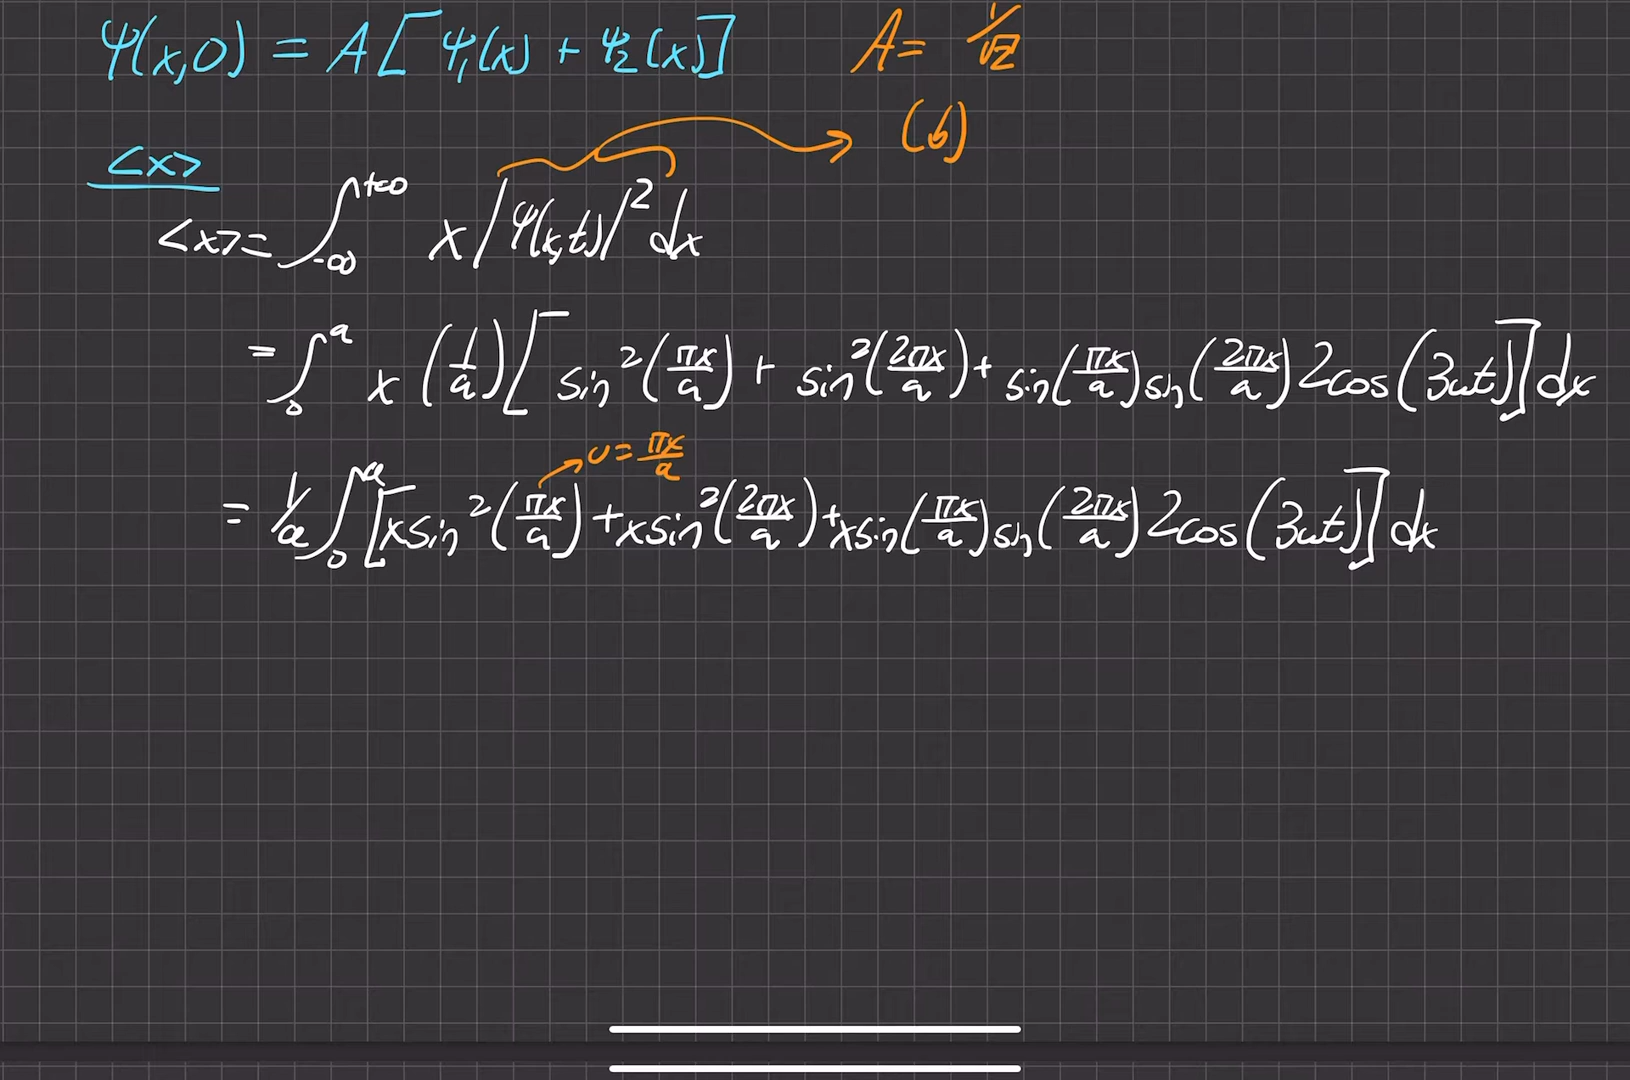 Ψ(x,0) = A[ψ₁(x) + ψ₂(x)] A = 1/√2
(b)
<x>
<x> = ∫_{-∞}^{+∞} x|Ψ(x,t)|² dx
= ∫₀^a x (1/a)[sin²(πx/a) + sin²(2πx/a) + sin(πx/a) sin(2πx/a) 2cos(3ωt)] dx
u = πx/a
= 1/a ∫₀^a [x sin²(πx/a) + x sin²(2πx/a) + x sin(πx/a) sin(2πx/a) 2cos(3ωt)] dx